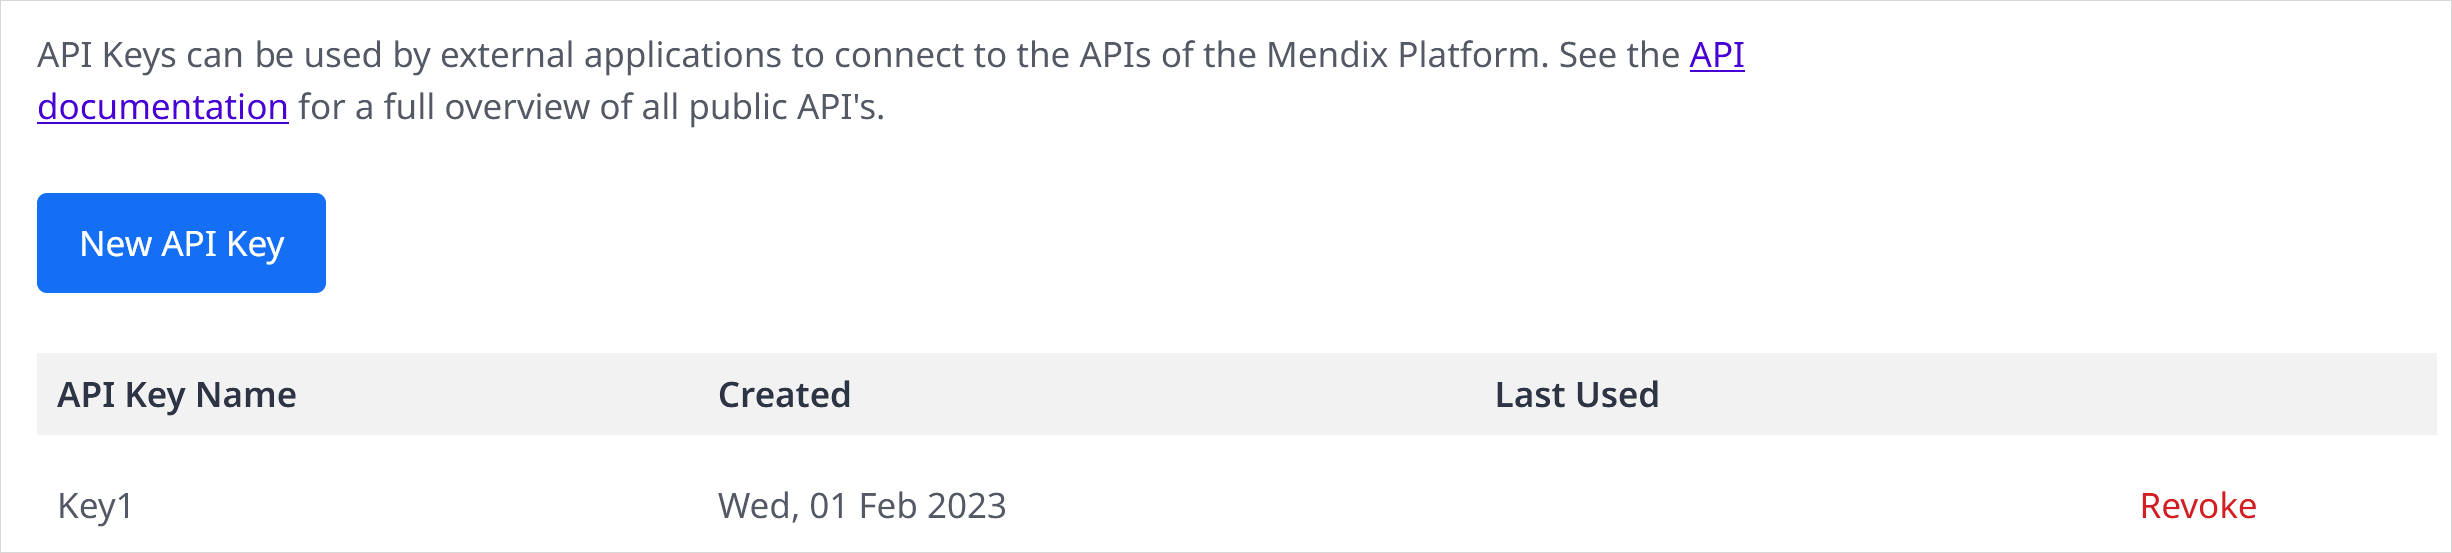 API Keys can be used by external applications to connect to the APIs of the Mendix Platform. See the API
documentation for a full overview of all public API's.
New API Key
API Key Name Created Last Used
Key1 Wed, 01 Feb 2023 Revoke